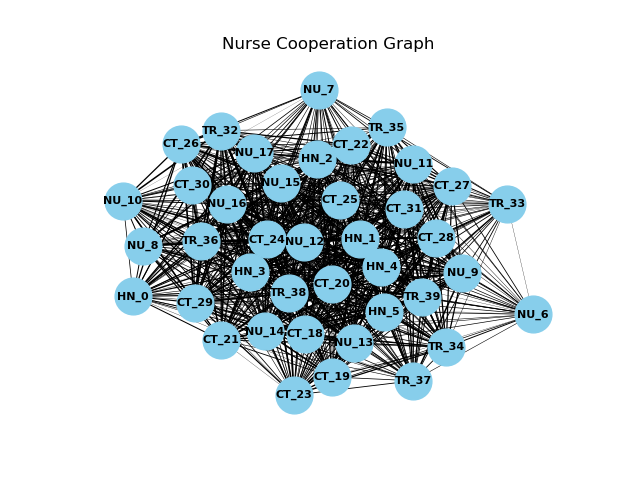 Nurse Cooperation Graph
NU_7
TR_35
TR_32
CT_26
CT_22
NU_17
HN_2
NU_11
NU_15
CT_30
CT_27
NU_10
CT_25
NU_16
TR_33
CT_31
TR_36
CT_24
NU_12
HN_1
CT_28
NU_8
HN_4
HN_3
NU_9
CT_20
TR_38
HN_0
TR_39
CT_29
HN_5
NU_6
NU_14
CT_18
CT_21
NU_13
TR_34
CT_19
TR_37
CT_23